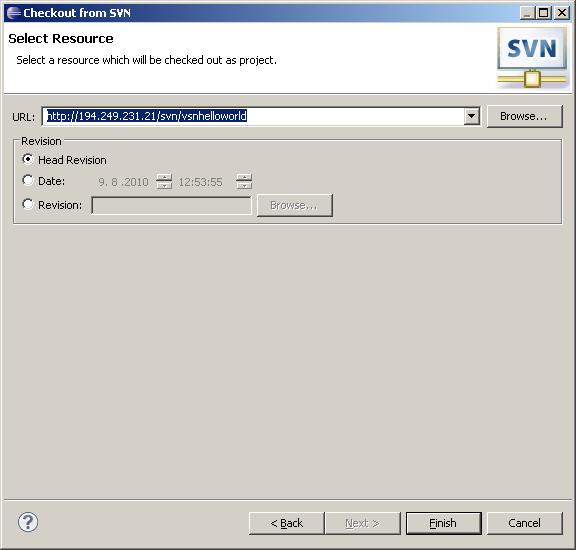 Checkout from SVN
Select Resource
Select a resource which will be checked out as project.
SVN
URL: http://194.249.231.21/svn/vsnhelloworld Browse...
Revision
Head Revision
Date: 9. 8 .2010 12:53:55
Revision: Browse...
? < Back Next > Finish Cancel